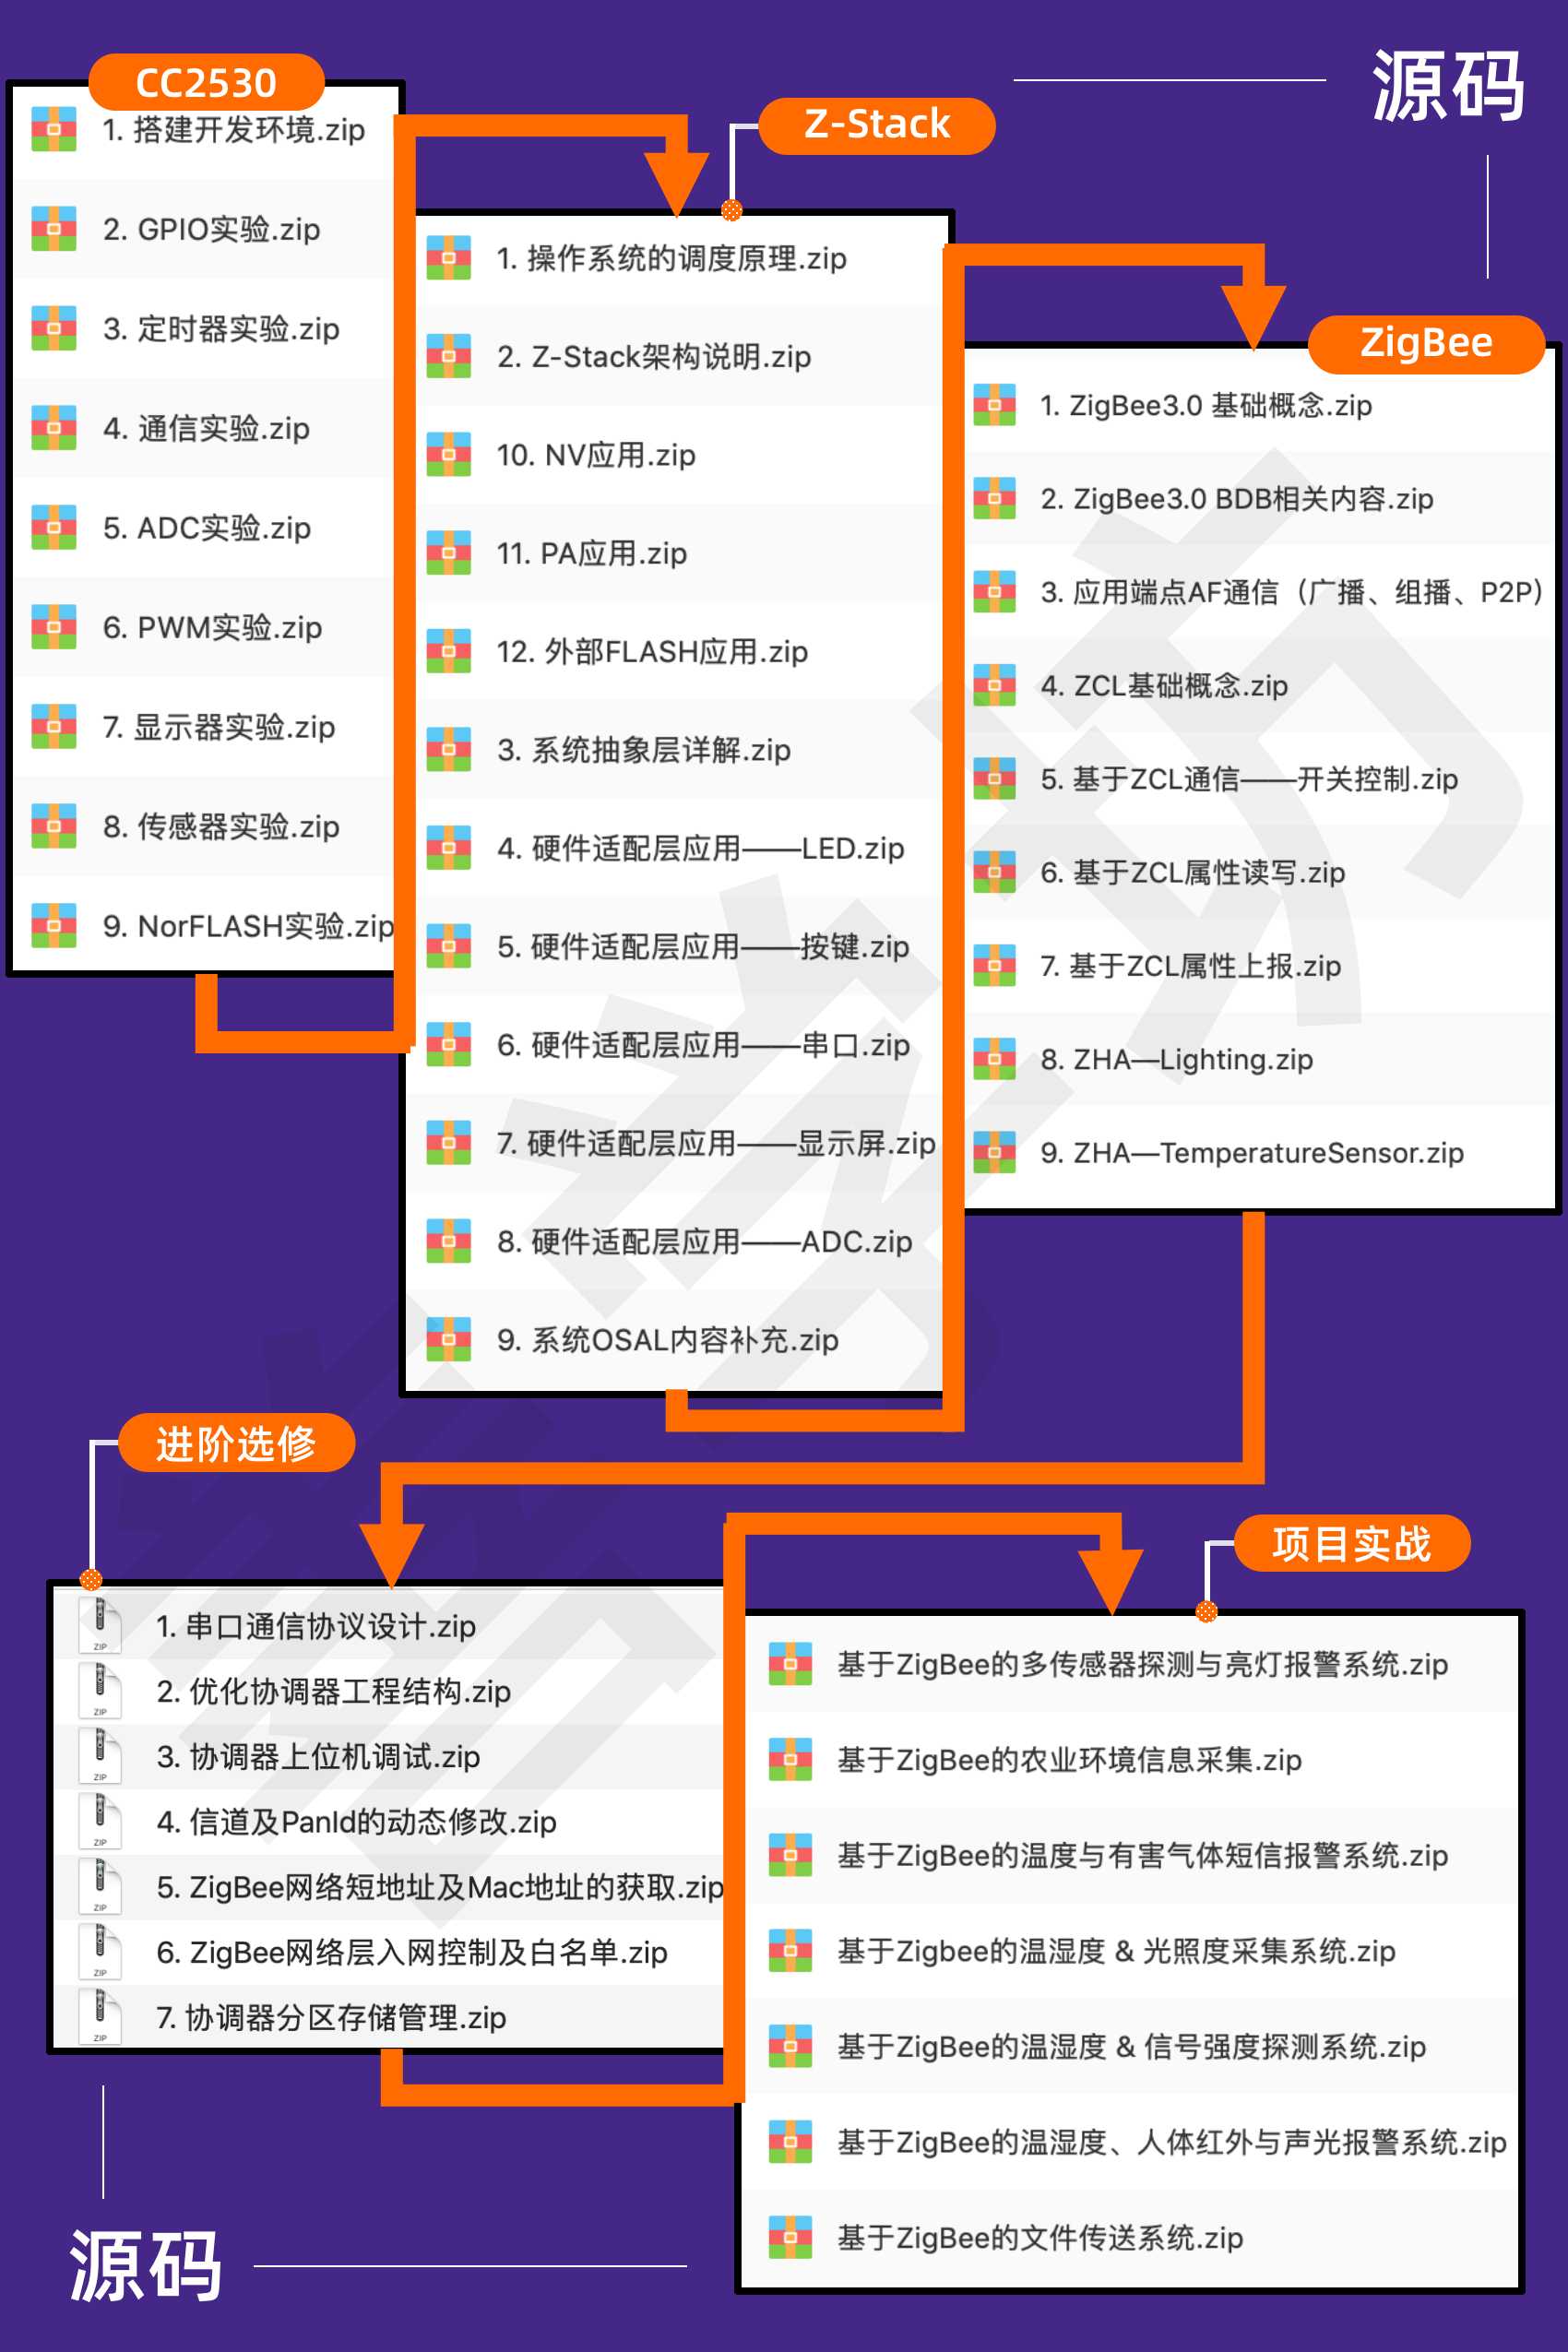 源码
CC2530
1. 搭建开发环境.zip
2. GPIO实验.zip
3. 定时器实验.zip
4. 通信实验.zip
5. ADC实验.zip
6. PWM实验.zip
7. 显示器实验.zip
8. 传感器实验.zip
9. NorFLASH实验.zip
Z-Stack
1. 操作系统的调度原理.zip
2. Z-Stack架构说明.zip
10. NV应用.zip
11. PA应用.zip
12. 外部FLASH应用.zip
3. 系统抽象层详解.zip
4. 硬件适配层应用——LED.zip
5. 硬件适配层应用——按键.zip
6. 硬件适配层应用——串口.zip
7. 硬件适配层应用——显示屏.zip
8. 硬件适配层应用——ADC.zip
9. 系统OSAL内容补充.zip
ZigBee
1. ZigBee3.0 基础概念.zip
2. ZigBee3.0 BDB相关内容.zip
3. 应用端点AF通信（广播、组播、P2P）
4. ZCL基础概念.zip
5. 基于ZCL通信——开关控制.zip
6. 基于ZCL属性读写.zip
7. 基于ZCL属性上报.zip
8. ZHA—Lighting.zip
9. ZHA—TemperatureSensor.zip
进阶选修
1. 串口通信协议设计.zip
2. 优化协调器工程结构.zip
3. 协调器上位机调试.zip
4. 信道及PanId的动态修改.zip
5. ZigBee网络短地址及Mac地址的获取.zip
6. ZigBee网络层入网控制及白名单.zip
7. 协调器分区存储管理.zip
项目实战
基于ZigBee的多传感器探测与亮灯报警系统.zip
基于ZigBee的农业环境信息采集.zip
基于ZigBee的温度与有害气体短信报警系统.zip
基于Zigbee的温湿度 & 光照度采集系统.zip
基于ZigBee的温湿度 & 信号强度探测系统.zip
基于ZigBee的温湿度、人体红外与声光报警系统.zip
基于ZigBee的文件传送系统.zip
源码